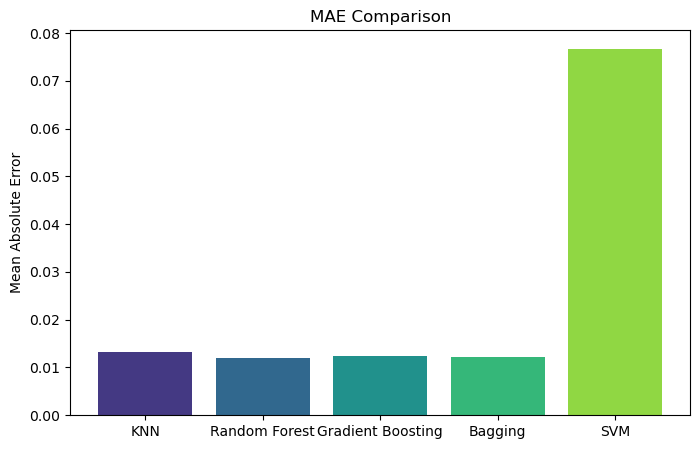 MAE Comparison
Mean Absolute Error
0.08
0.07
0.06
0.05
0.04
0.03
0.02
0.01
0.00
KNN
Random Forest
Gradient Boosting
Bagging
SVM